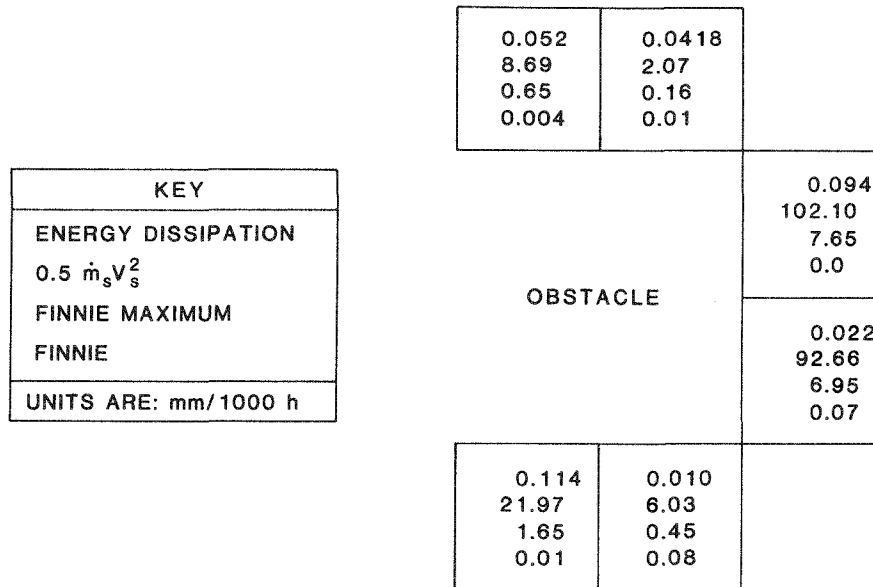 0.052 0.0418
8.69 2.07
0.65 0.16
0.004 0.01
KEY
ENERGY DISSIPATION
0.5 ṁₛVₛ²
FINNIE MAXIMUM
FINNIE
UNITS ARE: mm/1000 h
OBSTACLE
0.094
102.10
7.65
0.0
0.022
92.66
6.95
0.07
0.114 0.010
21.97 6.03
1.65 0.45
0.01 0.08